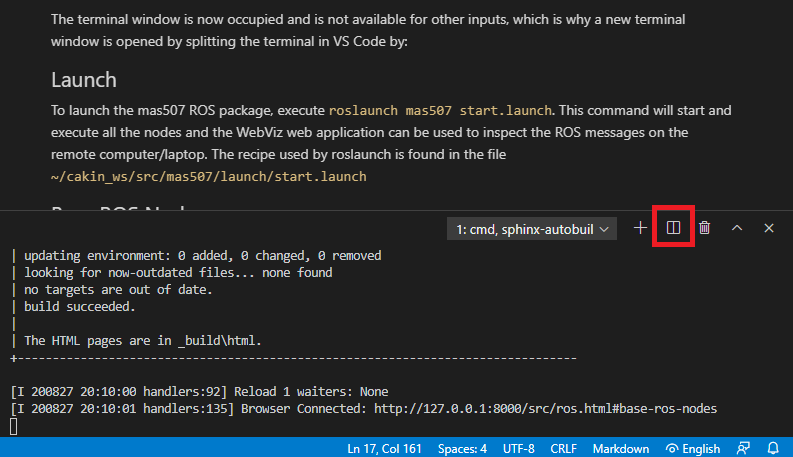 The terminal window is now occupied and is not available for other inputs, which is why a new terminal
window is opened by splitting the terminal in VS Code by:
Launch
To launch the mas507 ROS package, execute roslaunch mas507 start.launch. This command will start and
execute all the nodes and the WebViz web application can be used to inspect the ROS messages on the
remote computer/laptop. The recipe used by roslaunch is found in the file
~/cakin_ws/src/mas507/launch/start.launch
Base ROS Nod
1: cmd, sphinx-autobuil
| updating environment: 0 added, 0 changed, 0 removed
| looking for now-outdated files... none found
| no targets are out of date.
| build succeeded.
|
| The HTML pages are in _build\html.
+--------------------------------------------------------------------------
[I 200827 20:10:00 handlers:92] Reload 1 waiters: None
[I 200827 20:10:01 handlers:135] Browser Connected: http://127.0.0.1:8000/src/ros.html#base-ros-nodes
Ln 17, Col 161 Spaces: 4 UTF-8 CRLF Markdown English